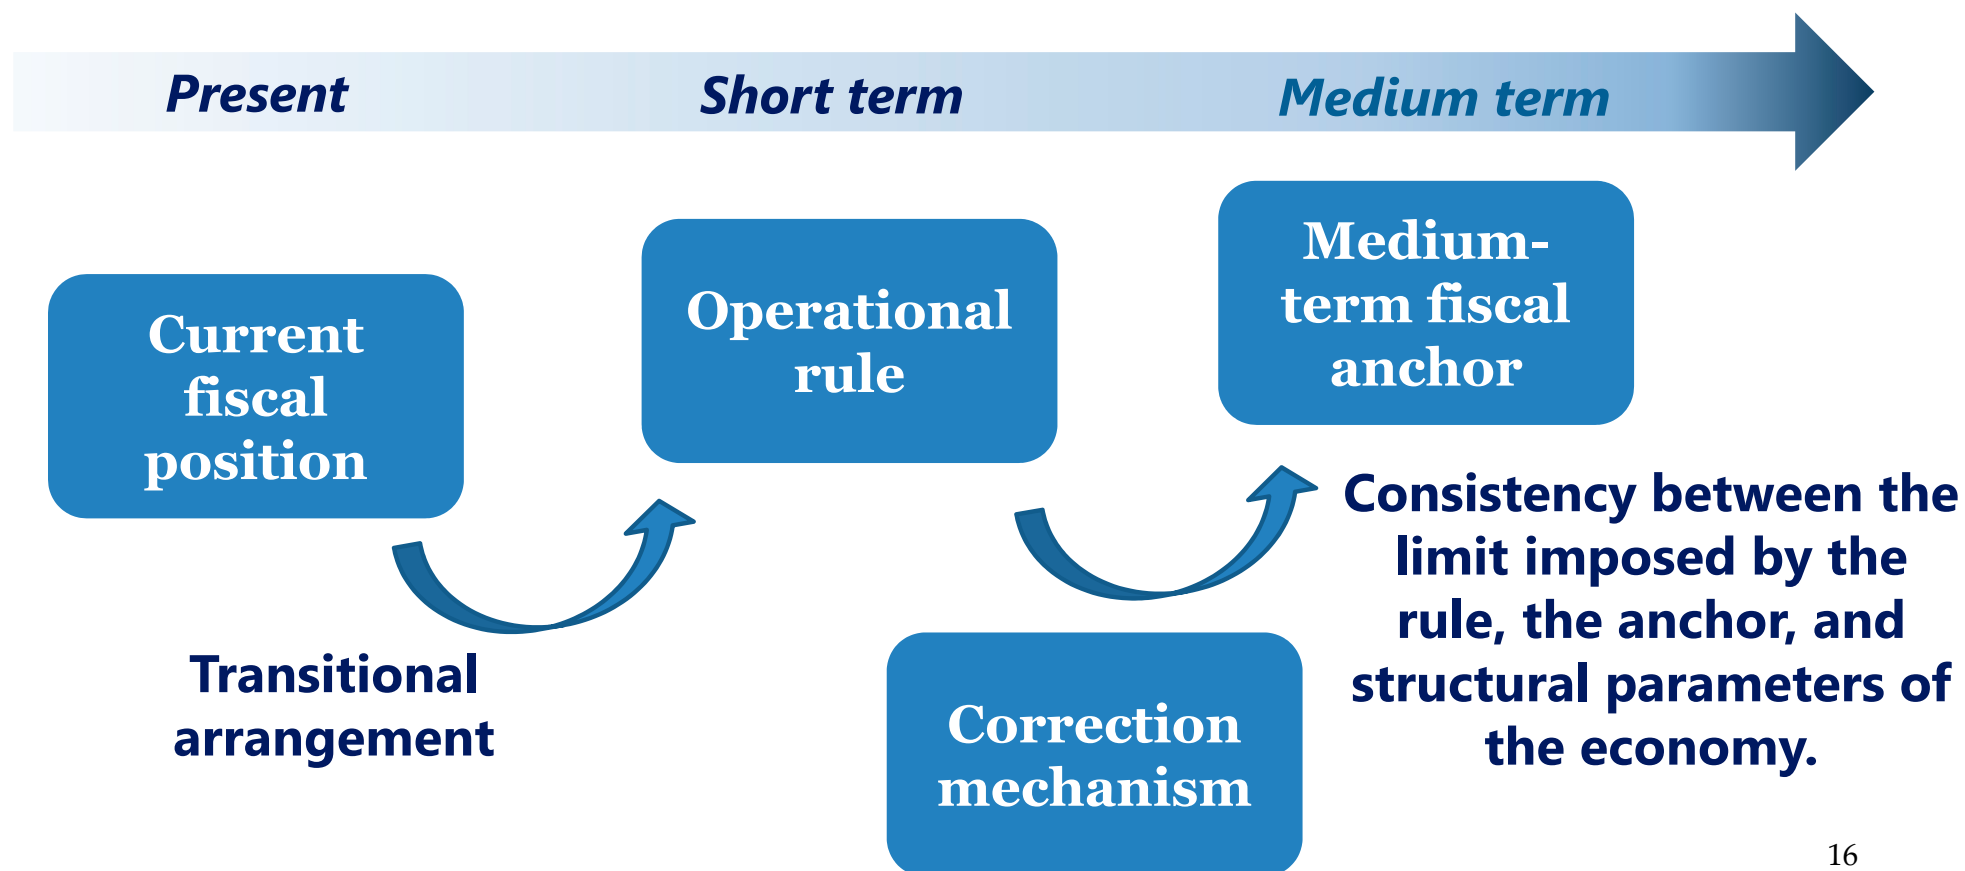 Present
Short term
Medium term
Current
fiscal
position
Operational
rule
Medium-
term fiscal
anchor
Transitional
arrangement
Correction
mechanism
Consistency between the
limit imposed by the
rule, the anchor, and
structural parameters of
the economy.
16